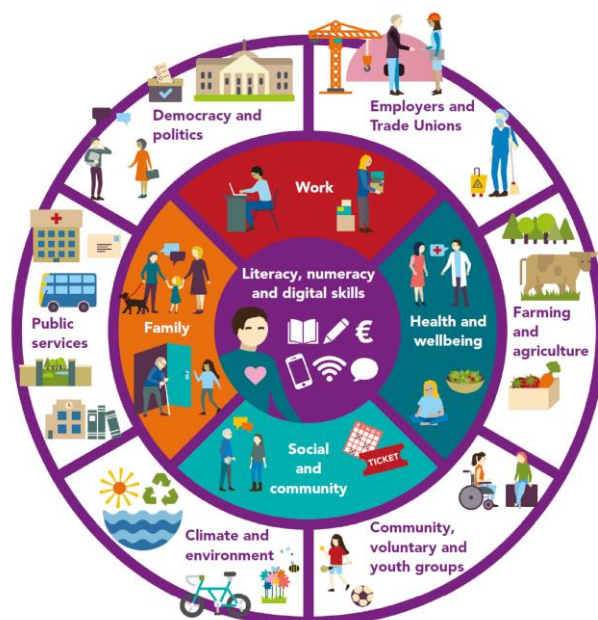 Democracy and
politics
Employers and
Trade Unions
Work
Literacy, numeracy
and digital skills
€
Family
Health and
wellbeing
Public
services
Farming
and
agriculture
Social
and
community
BINGO
TICKET
Climate and
environment
Community,
voluntary and
youth groups